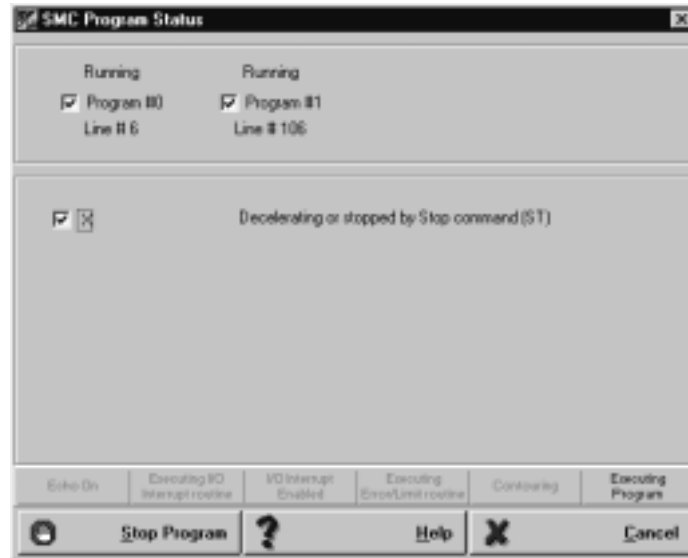 SMC Program Status
Running Running
Program #0 Program #1
Line # 6 Line # 106
X Decelerating or stopped by Stop command (ST)
Echo On
Executing I/O Interrupt routine
I/O Interrupt Enabled
Executing Error/Limit routine
Contouring
Executing Program
Stop Program Help Cancel